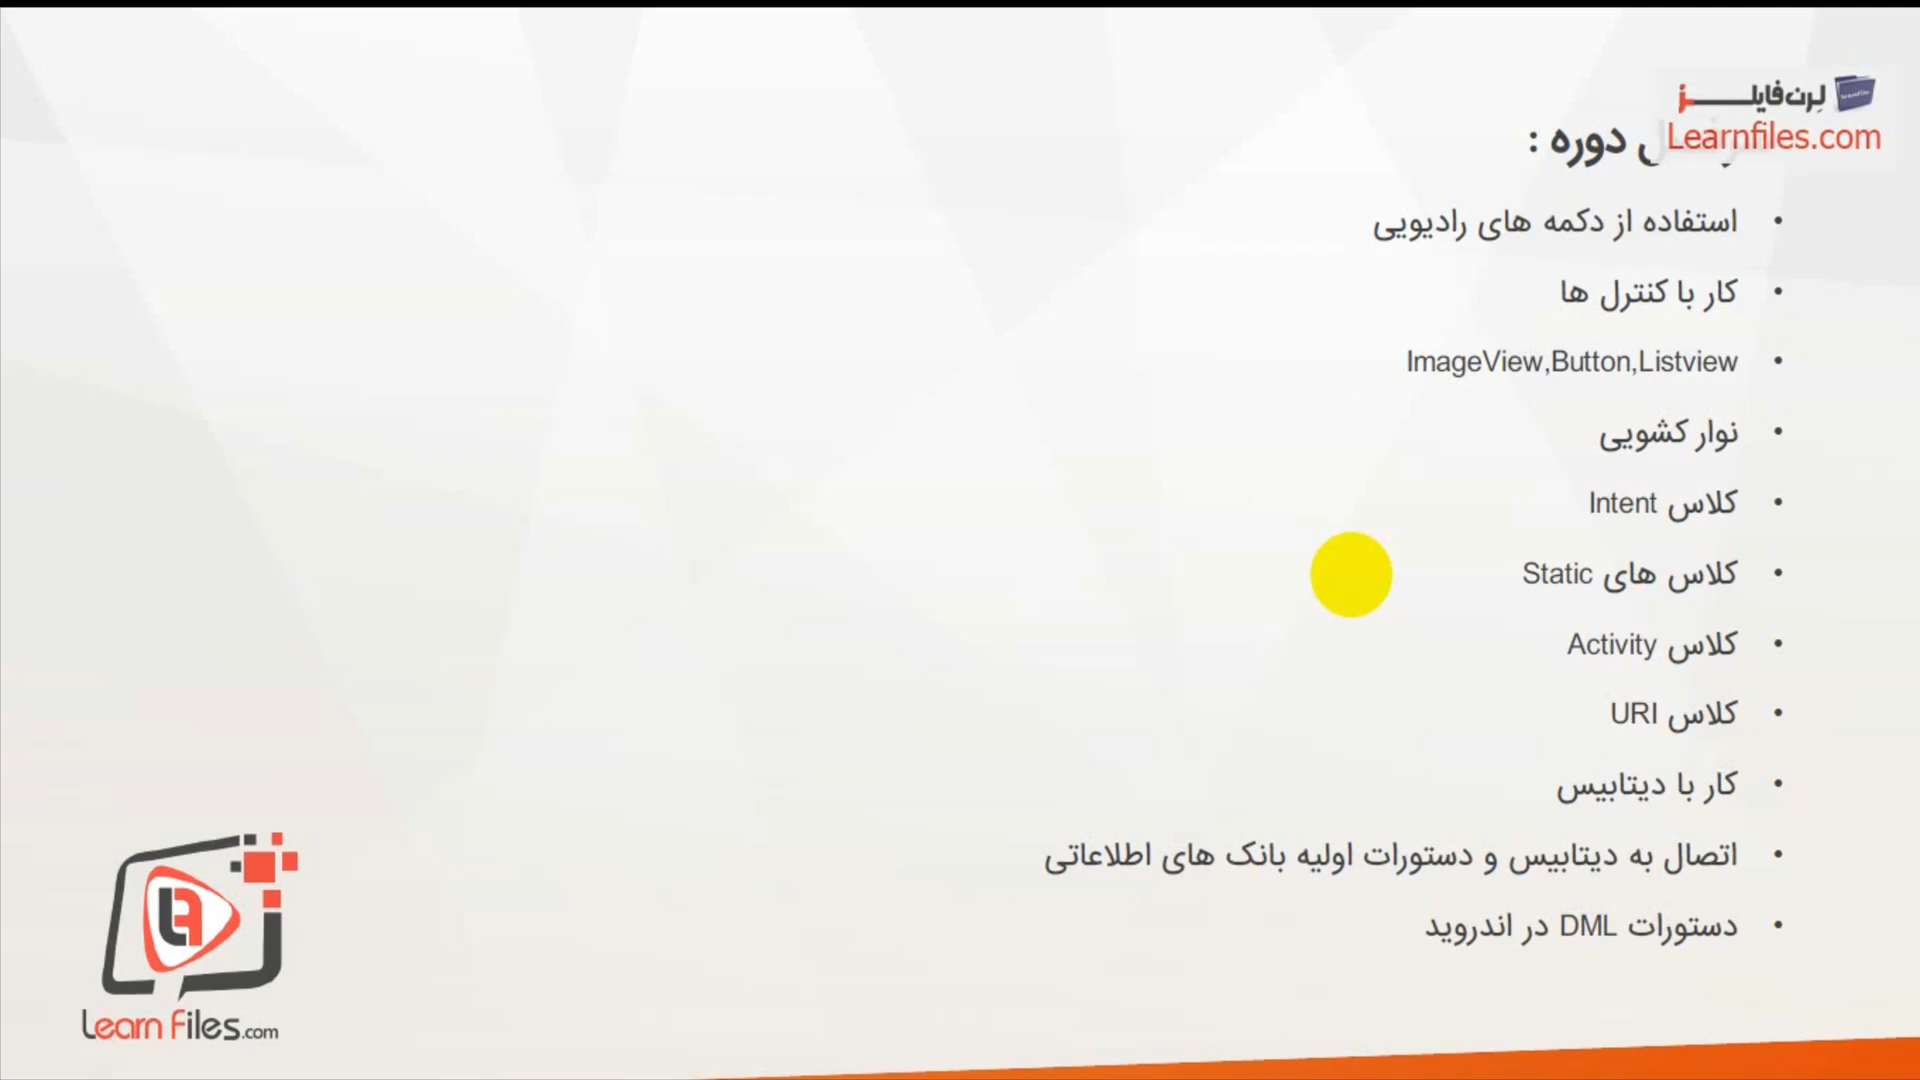 لرن فایلز
Learnfiles.com
دوره :
• استفاده از دکمه های رادیویی
• کار با کنترل ها
• ImageView,Button,Listview
• نوار کشویی
• کلاس Intent
• کلاس های Static
• کلاس Activity
• کلاس URI
• کار با دیتابیس
• اتصال به دیتابیس و دستورات اولیه بانک های اطلاعاتی
• دستورات DML در اندروید
Learn Files.com